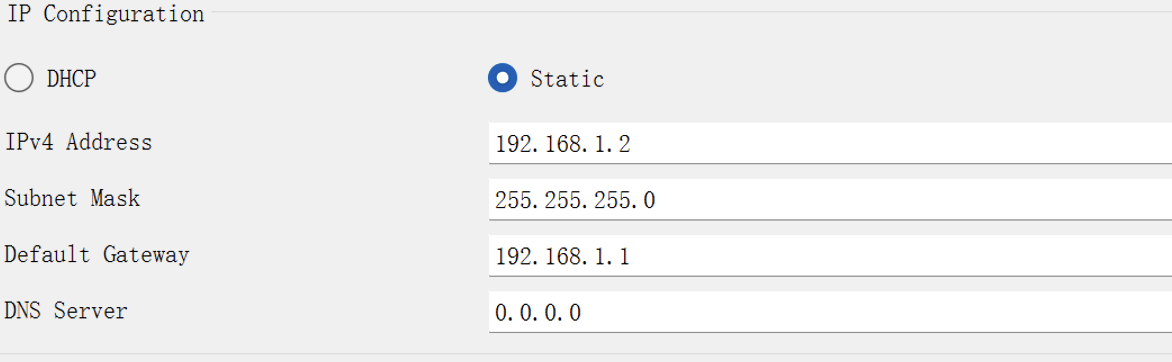 IP Configuration
DHCP Static
IPv4 Address 192.168.1.2
Subnet Mask 255.255.255.0
Default Gateway 192.168.1.1
DNS Server 0.0.0.0